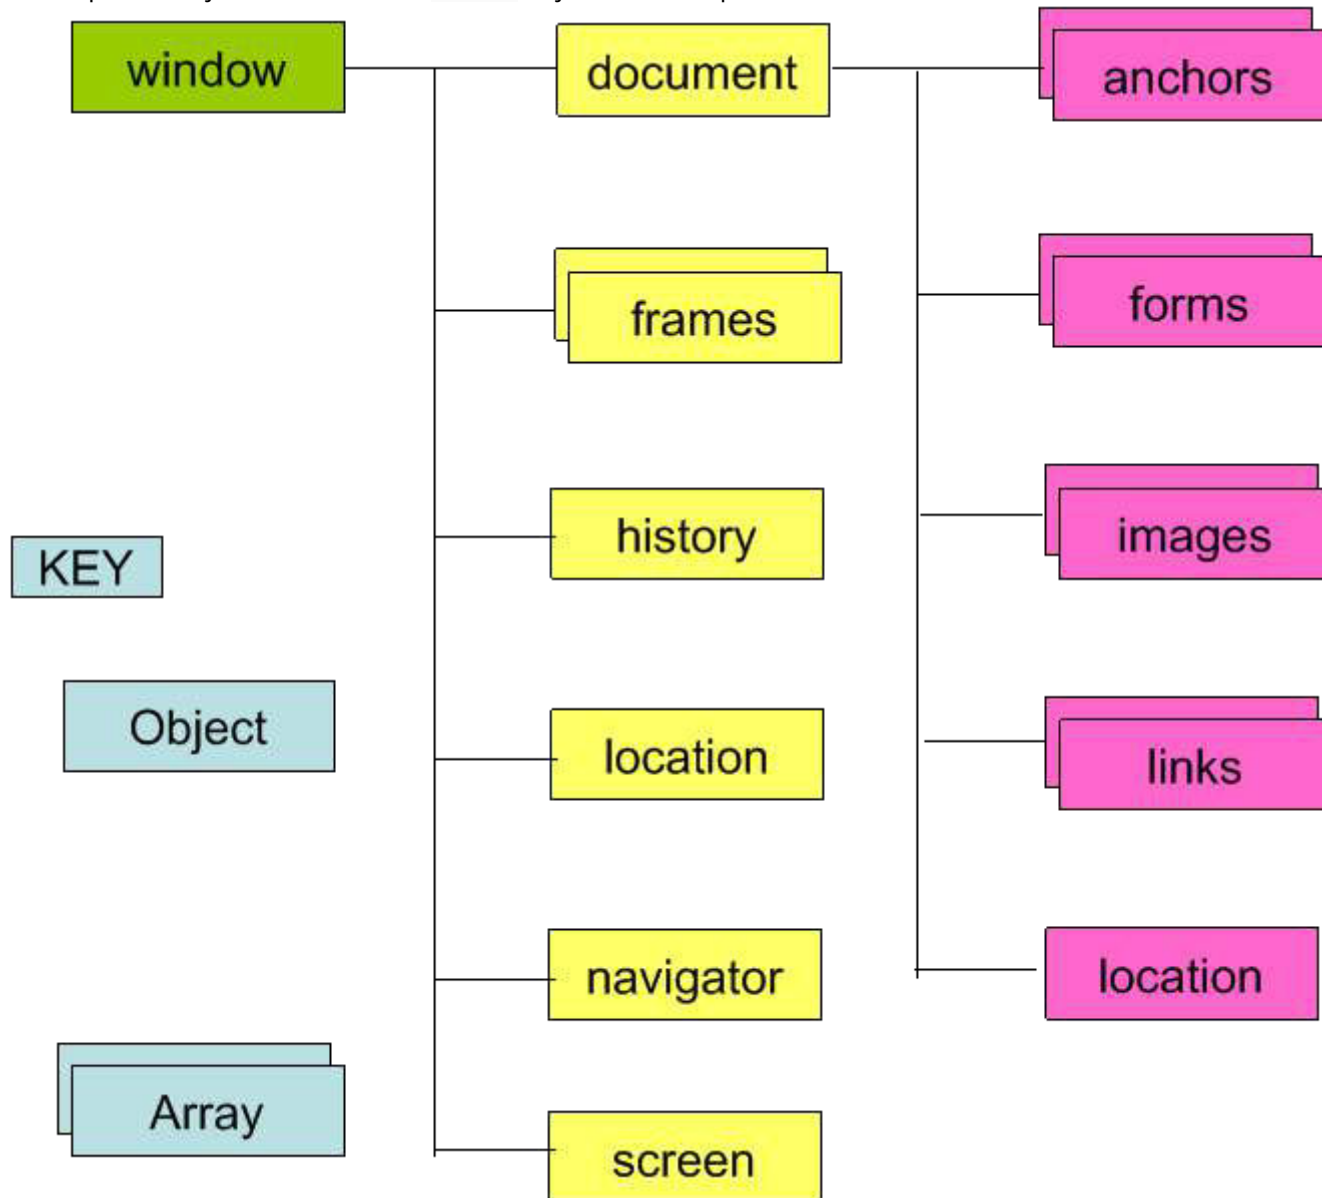 window
document
anchors
frames
forms
history
images
KEY
Object
location
links
navigator
location
Array
screen